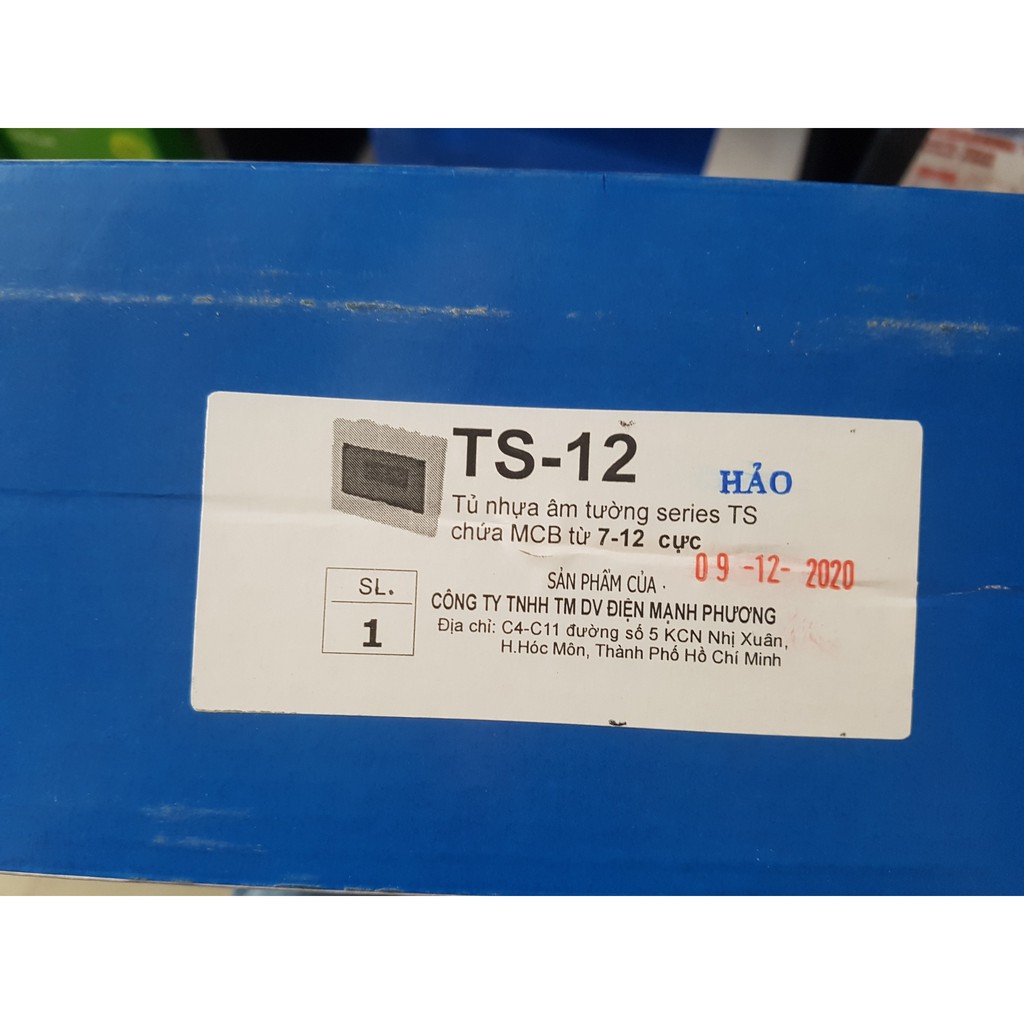 TS-12
HẢO
Tủ nhựa âm tường series TS
chứa MCB từ 7-12 cực
09-12-2020
SL.
1
SẢN PHẨM CỦA
CÔNG TY TNHH TM DV ĐIỆN MẠNH PHƯƠNG
Địa chỉ: C4-C11 đường số 5 KCN Nhị Xuân,
H.Hóc Môn, Thành Phố Hồ Chí Minh